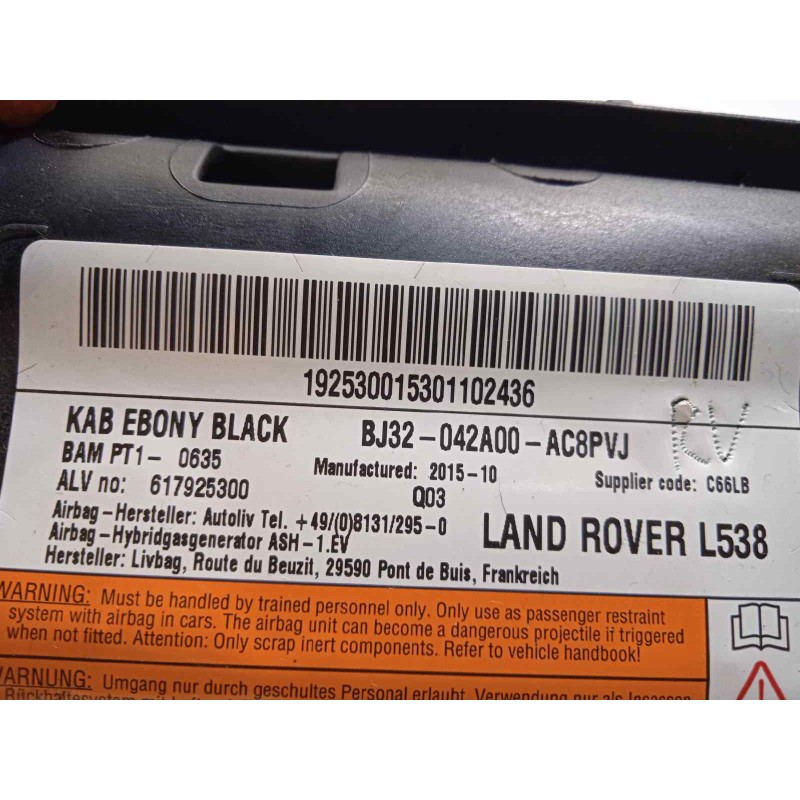 192530015301102436
KAB EBONY BLACK BJ32-042A00-AC8PVJ
BAM PT1- 0635 Manufactured: 2015-10 Supplier code: C66LB
ALV no: 617925300 Q03
Airbag-Hersteller: Autoliv Tel. +49/(0)8131/295-0 LAND ROVER L538
Airbag-Hybridgasgenerator ASH-1.EV
Hersteller: Livbag, Route du Beuzit, 29590 Pont de Buis, Frankreich
WARNING: Must be handled by trained personnel only. Only use as passenger restraint
system with airbag in cars. The airbag unit can become a dangerous projectile if triggered
when not fitted. Attention: Only scrap inert components. Refer to vehicle handbook!
WARNUNG: Umgang nur durch geschultes Personal erlaubt. Verwendung nur als Insassen